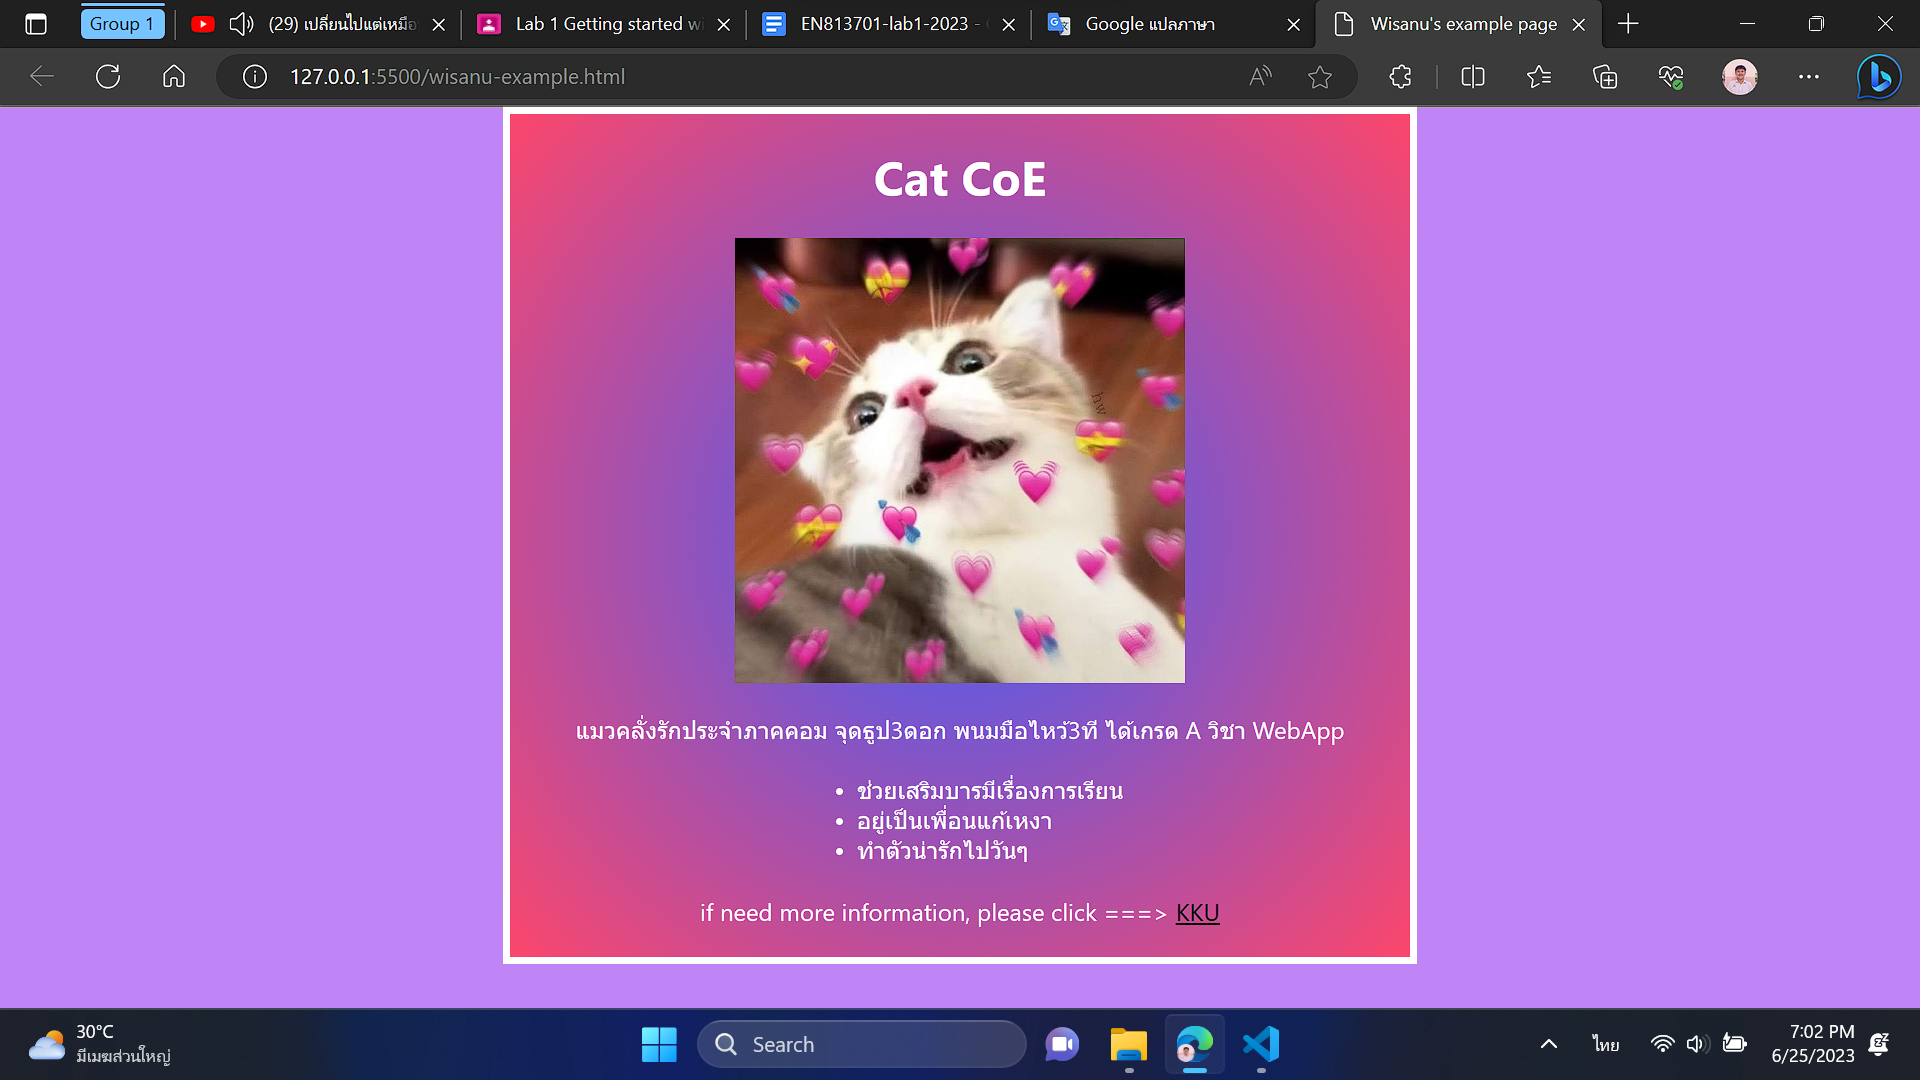 Group 1
(29) เปลี่ยนไปแต่เหมือ
Lab 1 Getting started wi
EN813701-lab1-2023 -
Google แปลภาษา
Wisanu's example page
127.0.0.1:5500/wisanu-example.html
Cat CoE
hw
แมวคลั่งรักประจำภาคคอม จุดธูป3ดอก พนมมือไหว้3ที ได้เกรด A วิชา WebApp
• ช่วยเสริมบารมีเรื่องการเรียน
• อยู่เป็นเพื่อนแก้เหงา
• ทำตัวน่ารักไปวันๆ
if need more information, please click ===> KKU
30°C
มีเมฆส่วนใหญ่
Search
ไทย
7:02 PM
6/25/2023